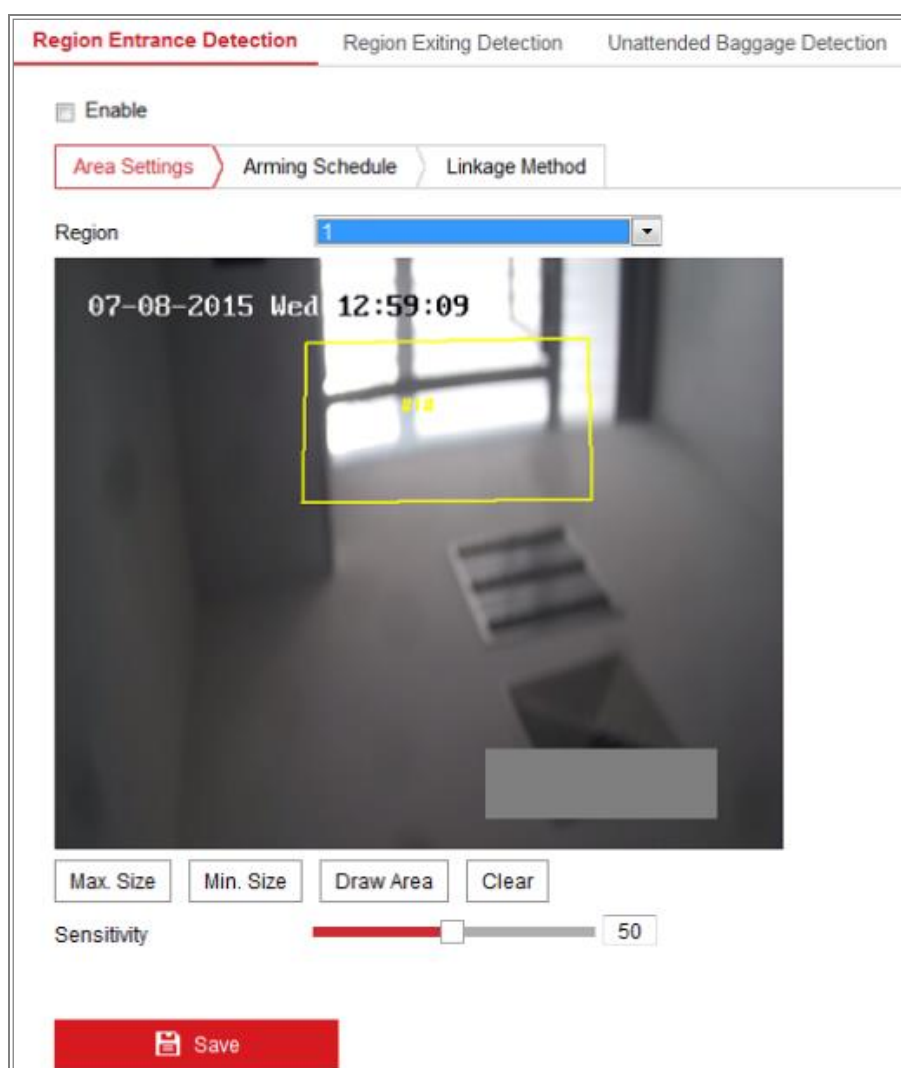 Region Entrance Detection Region Exiting Detection Unattended Baggage Detection
Enable
Area Settings Arming Schedule Linkage Method
Region 1
07-08-2015 Wed 12:59:09
#1#
Max. Size Min. Size Draw Area Clear
Sensitivity 50
Save